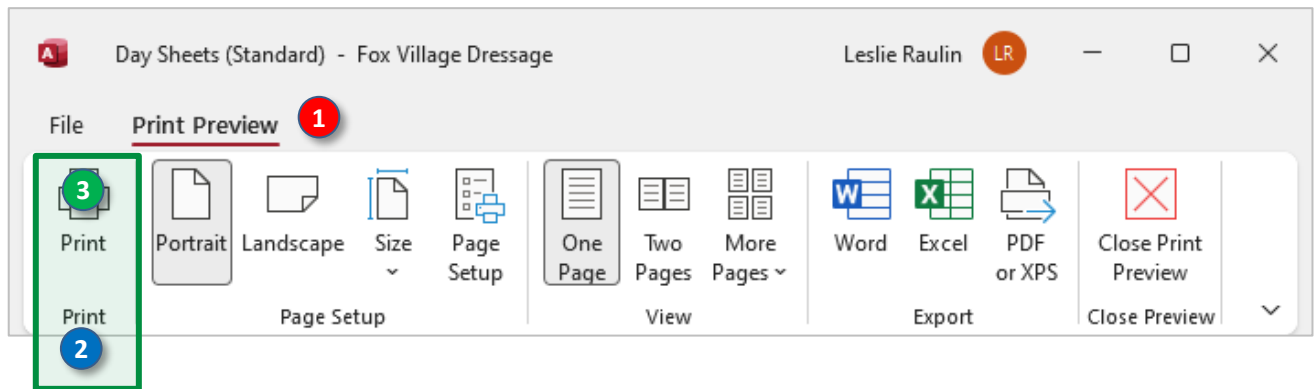 A Day Sheets (Standard) - Fox Village Dressage Leslie Raulin LR
File Print Preview 1
3
W X
Print Portrait Landscape Size Page Setup One Page Two Pages More Pages Word Excel PDF or XPS Close Print Preview
Print Page Setup View Export Close Preview
2